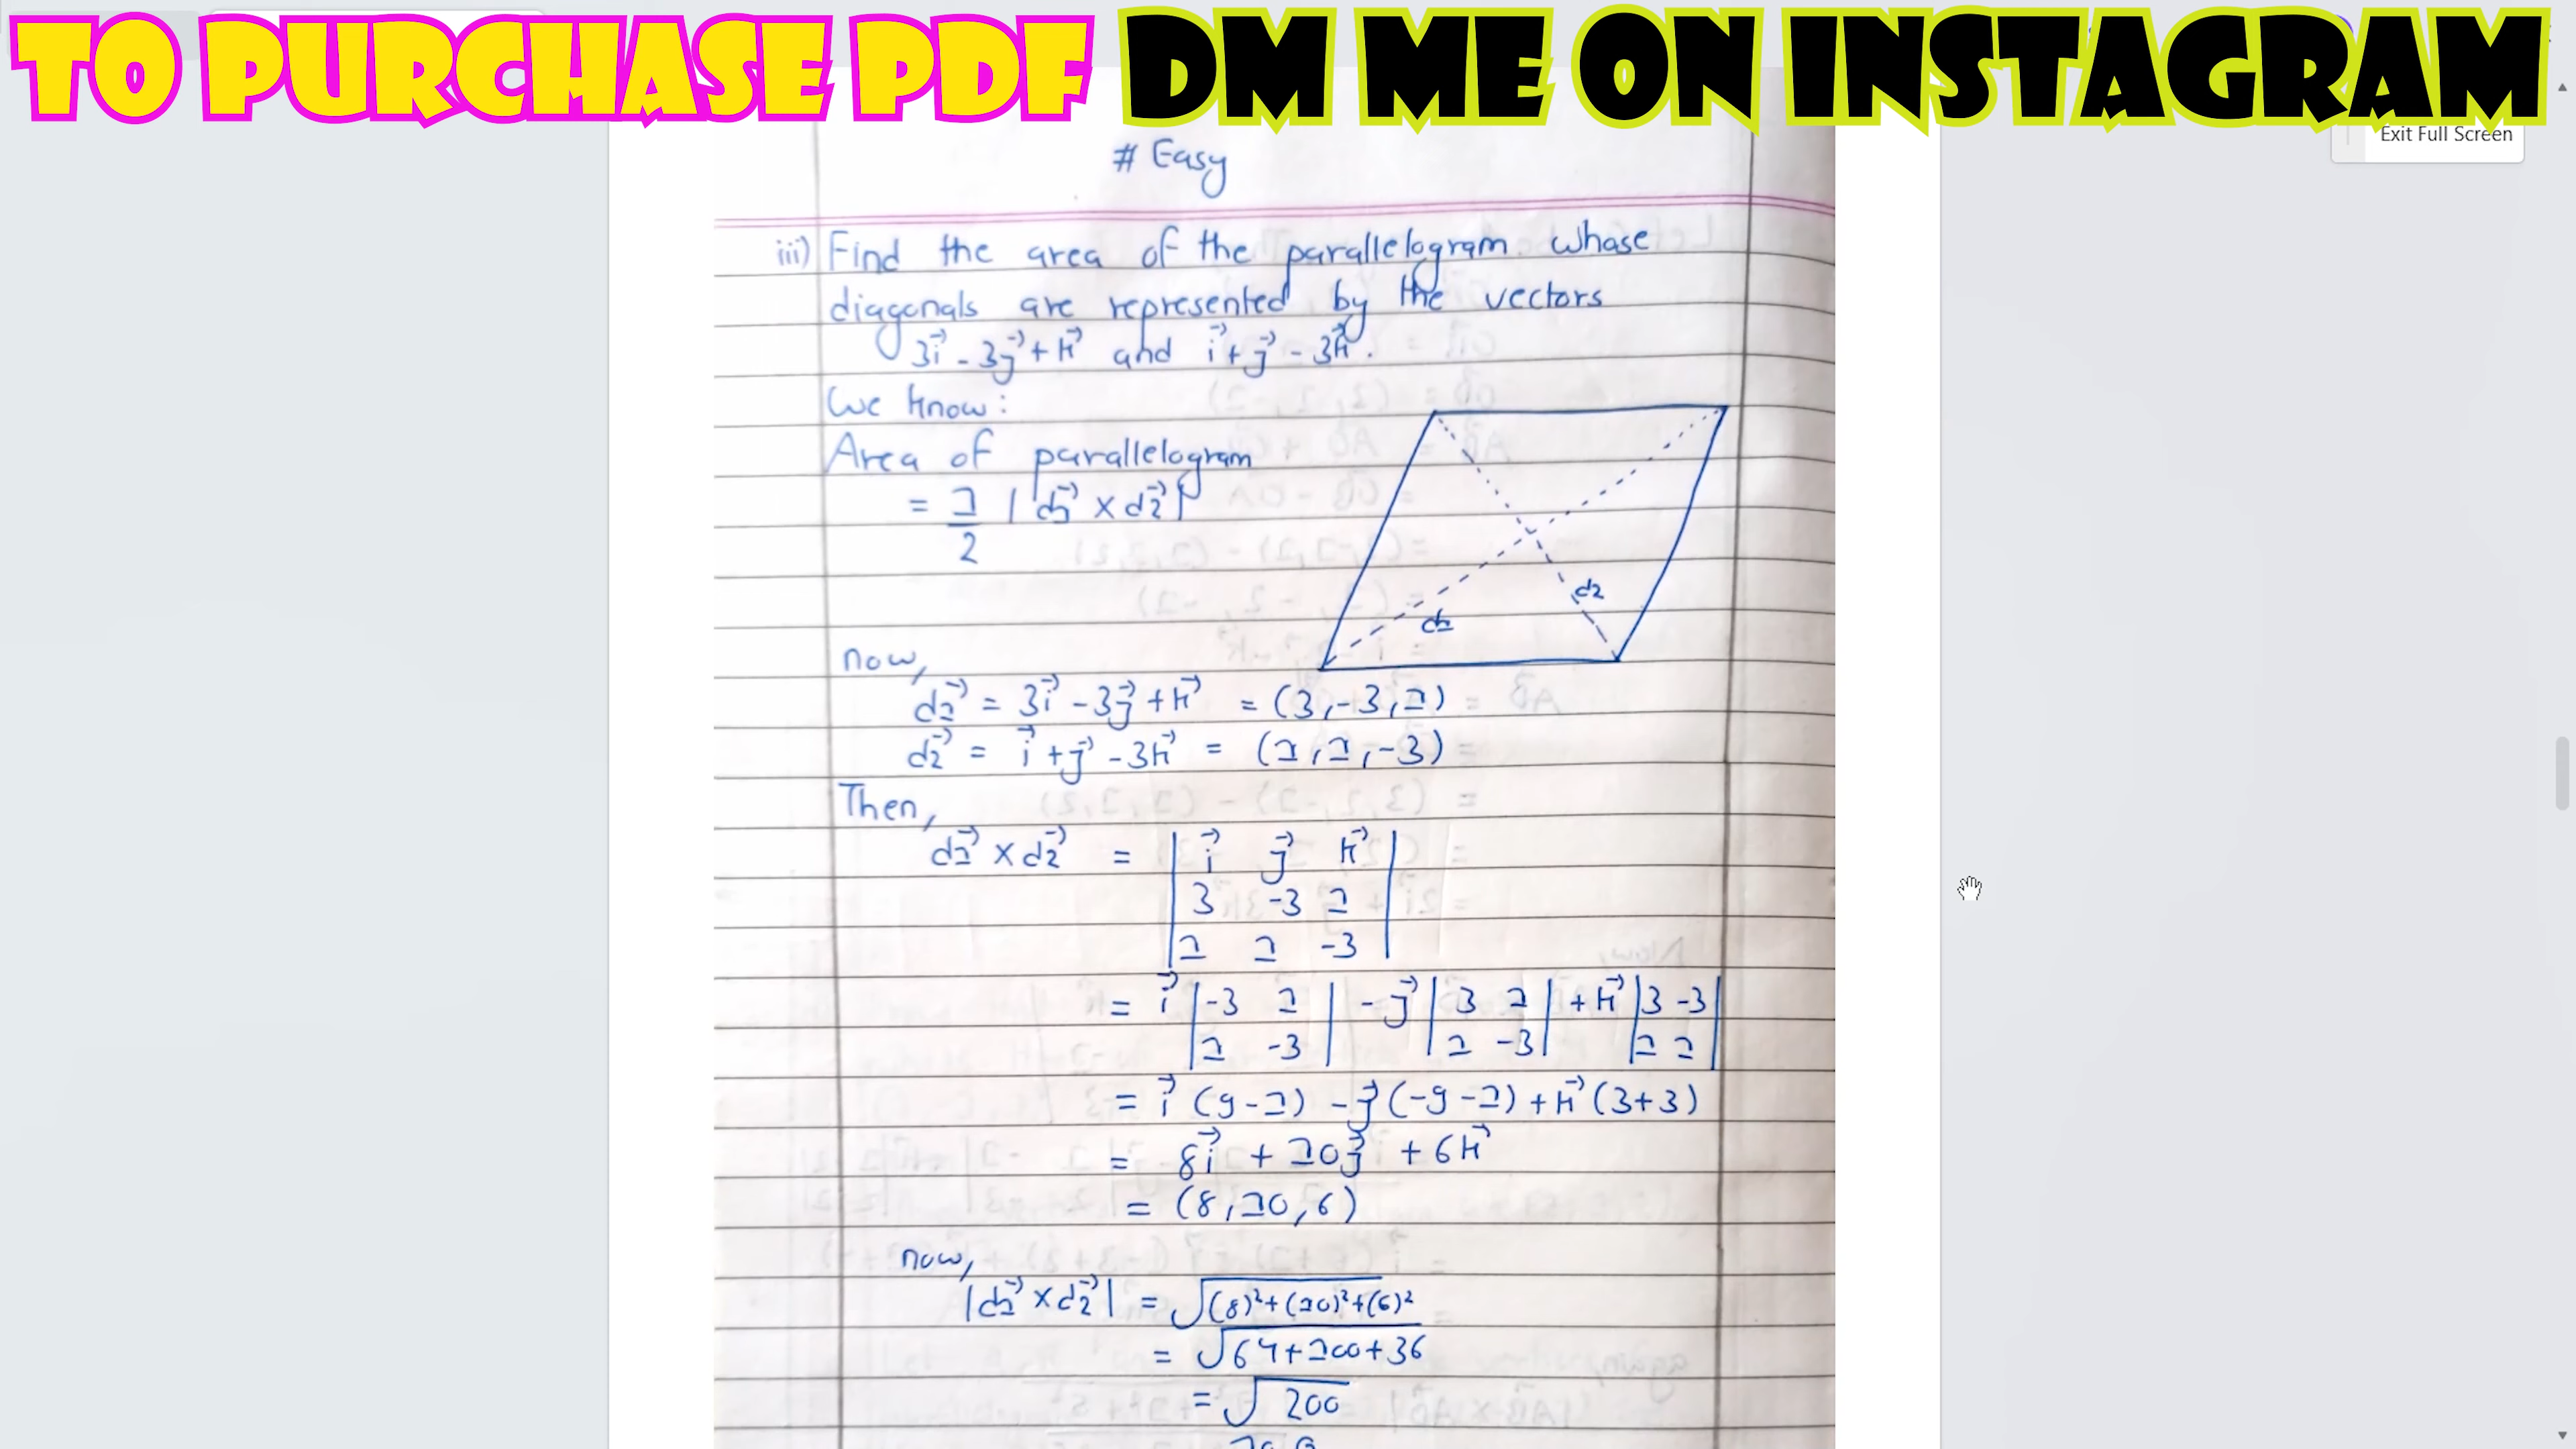 TO PURCHASE PDF DM ME ON INSTAGRAM
Exit Full Screen
# Easy
iii) Find the area of the parallelogram whase
diagonals are represented by the vectors
3i⃗ - 3j⃗ + k⃗ and i⃗ + j⃗ - 3k⃗.
We know:
Area of parallelogram
= 1/2 |d1⃗ × d2⃗|
d1
d2
now,
d1⃗ = 3i⃗ - 3j⃗ + k⃗ = (3, -3, 1)
d2⃗ = i⃗ + j⃗ - 3k⃗ = (1, 1, -3)
Then,
d1⃗ × d2⃗ = | i⃗ j⃗ k⃗ |
3 -3 1
1 1 -3
= i⃗ | -3 1 | - j⃗ | 3 1 | + k⃗ | 3 -3 |
| 1 -3 | | 1 -3 | | 1 1 |
= i⃗ (9-1) - j⃗ (-9-1) + k⃗ (3+3)
= 8i⃗ + 10j⃗ + 6k⃗
= (8, 10, 6)
now,
|d1⃗ × d2⃗| = √(8)²+(10)²+(6)²
= √64+100+36
= √200